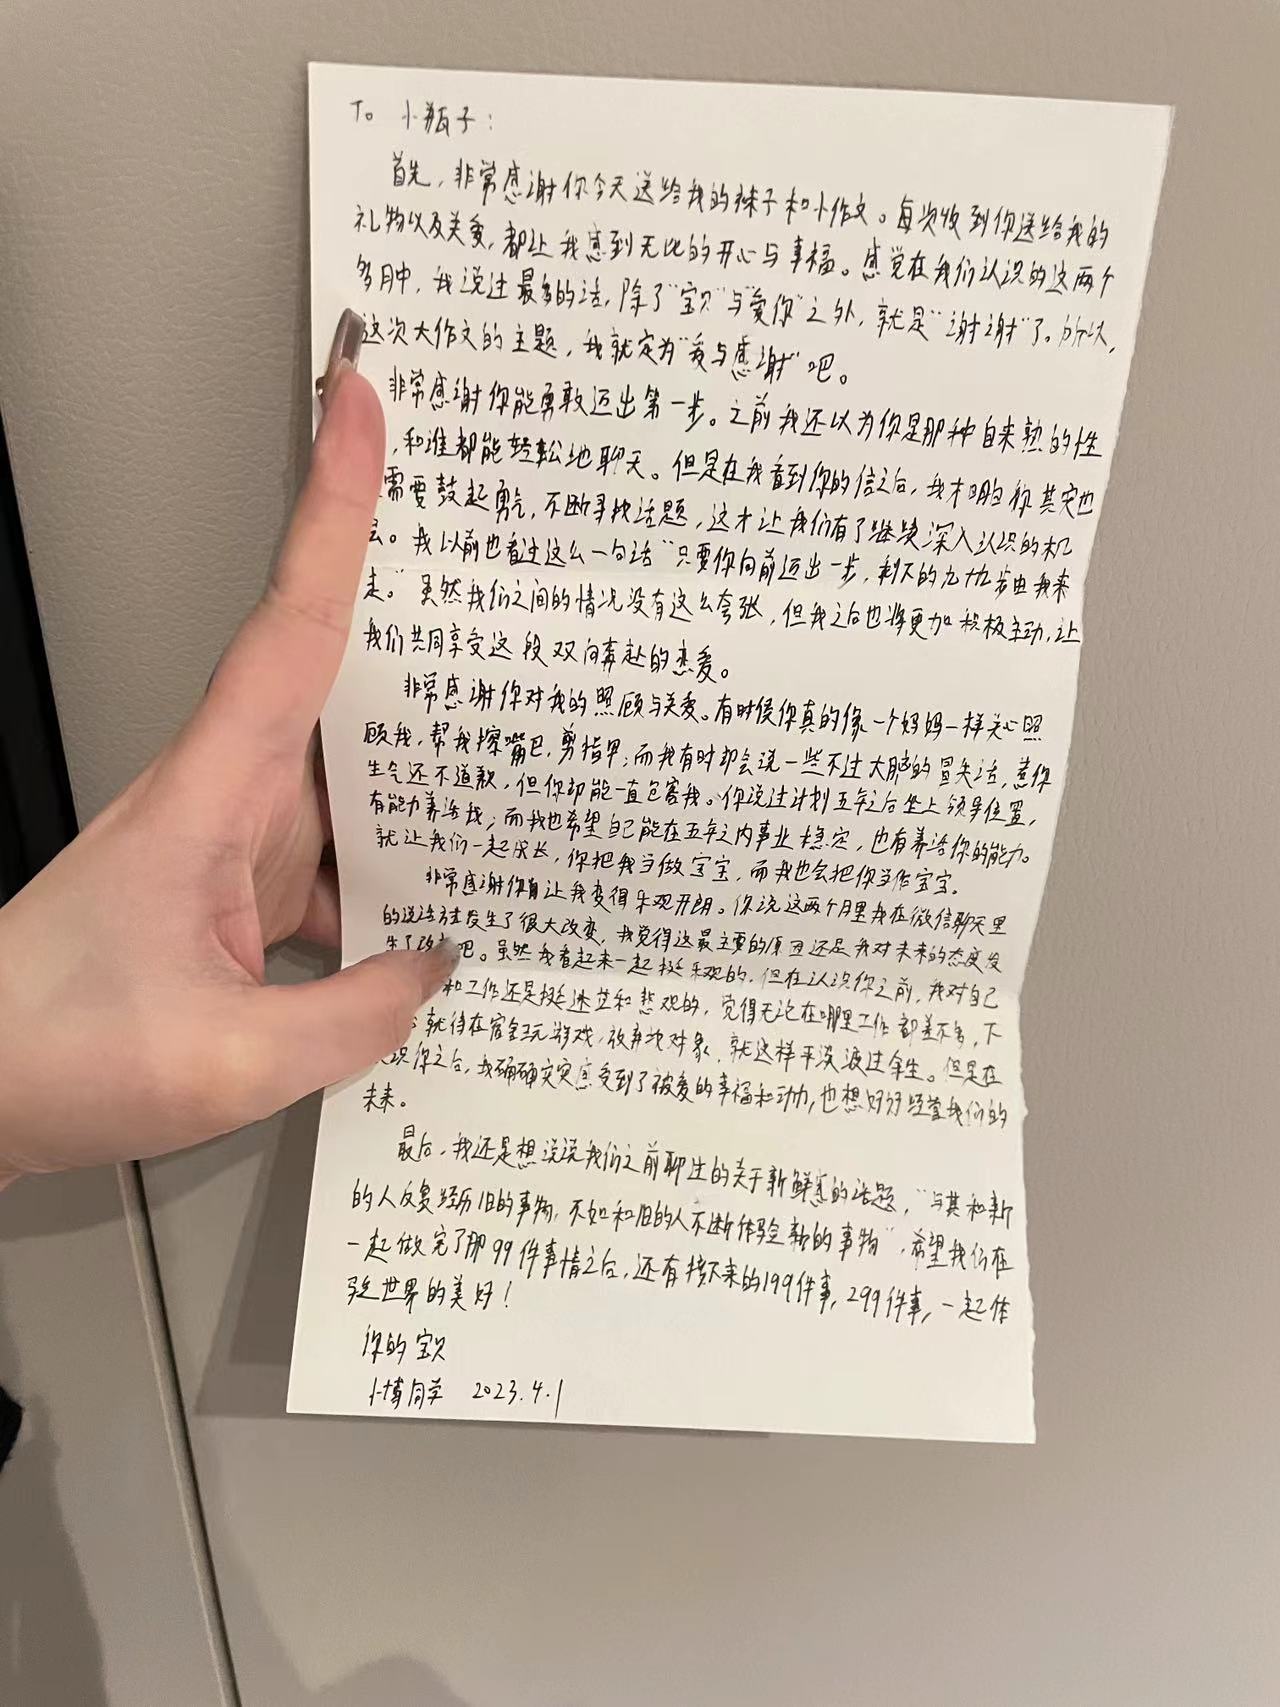 To 小瓶子：
首先，非常感谢你今天送给我的袜子和小作文。每次收到你送给我的
礼物以及关爱，都让我感到无比的开心与幸福。感觉在我们认识的这两个
多月中，我说过最多的话，除了“宝贝”与“爱你”之外，就是“谢谢”了。所以，
这次大作文的主题，我就定为“爱与感谢”吧。
非常感谢你能勇敢迈出第一步。之前我还以为你是那种自来熟的性
，和谁都能轻松地聊天。但是在我看到你的信之后，我才明白你其实也
需要鼓起勇气，不断寻找话题，这才让我们有了继续深入认识的机
会。我以前也看过这么一句话“只要你向前迈出一步，剩下的九十九步由我来
走。”虽然我们之间的情况没有这么夸张，但我之后也将更加积极主动，让
我们共同享受这段双向奔赴的恋爱。
非常感谢你对我的照顾与关爱。有时候你真的像一个妈妈一样关心照
顾我，帮我擦嘴巴，剪指甲；而我有时却会说一些不过大脑的冒失话，惹你
生气还不道歉，但你却能一直包容我。你说过计划五年之后坐上领导位置，
有能力养活我；而我也希望自己能在五年之内事业稳定，也有养活你的能力。
就让我们一起成长，你把我当做宝宝，而我也会把你当作宝宝。
非常感谢你让我变得乐观开朗。你说这两个月里我在微信聊天里
的说话方式发生了很大改变，我觉得这最主要的原因还是我对未来的态度发
生了改变吧。虽然我看起来一起挺乐观的，但在认识你之前，我对自己
和工作还是挺迷茫和悲观的，觉得无论在哪里工作都差不多，下
就待在宿舍玩游戏，放弃找对象，就这样平淡渡过余生。但是在
认识你之后，我确确实实感受到了被爱的幸福和动力，也想好好经营我们的
未来。
最后，我还是想说说我们之前聊过的关于新鲜感的话题，“与其和新
的人反复经历旧的事物，不如和旧的人不断体验新的事物”，希望我们在
一起做完了那99件事情之后，还有接下来的199件事，299件事，一起体
验世界的美好！
你的宝贝
小博同学 2023.4.1